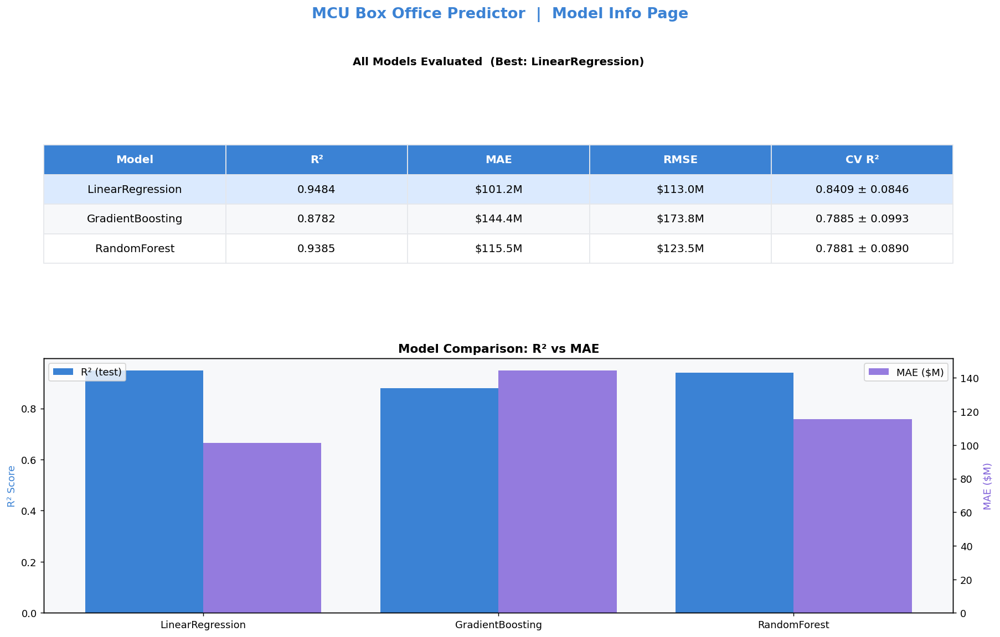 MCU Box Office Predictor | Model Info Page
All Models Evaluated (Best: LinearRegression)
Model R² MAE RMSE CV R²
LinearRegression 0.9484 $101.2M $113.0M 0.8409 ± 0.0846
GradientBoosting 0.8782 $144.4M $173.8M 0.7885 ± 0.0993
RandomForest 0.9385 $115.5M $123.5M 0.7881 ± 0.0890
Model Comparison: R² vs MAE
R² (test)
MAE ($M)
R² Score
0.8
0.6
0.4
0.2
0.0
140
120
100
80
60
40
20
0
MAE ($M)
LinearRegression GradientBoosting RandomForest